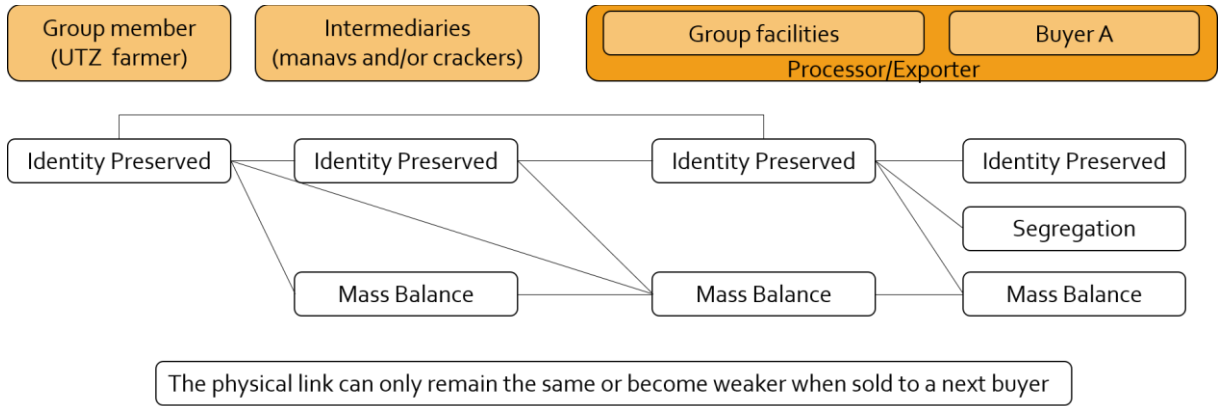 Group member
(UTZ farmer)
Intermediaries
(manavs and/or crackers)
Group facilities
Buyer A
Processor/Exporter
Identity Preserved
Identity Preserved
Identity Preserved
Identity Preserved
Segregation
Mass Balance
Mass Balance
Mass Balance
The physical link can only remain the same or become weaker when sold to a next buyer